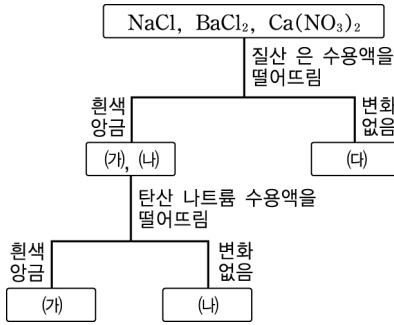 NaCl, BaCl₂, Ca(NO₃)₂
질산 은 수용액을
떨어뜨림
흰색
앙금
변화
없음
㈎, ㈏
㈐
탄산 나트륨 수용액을
떨어뜨림
흰색
앙금
변화
없음
㈎
㈏